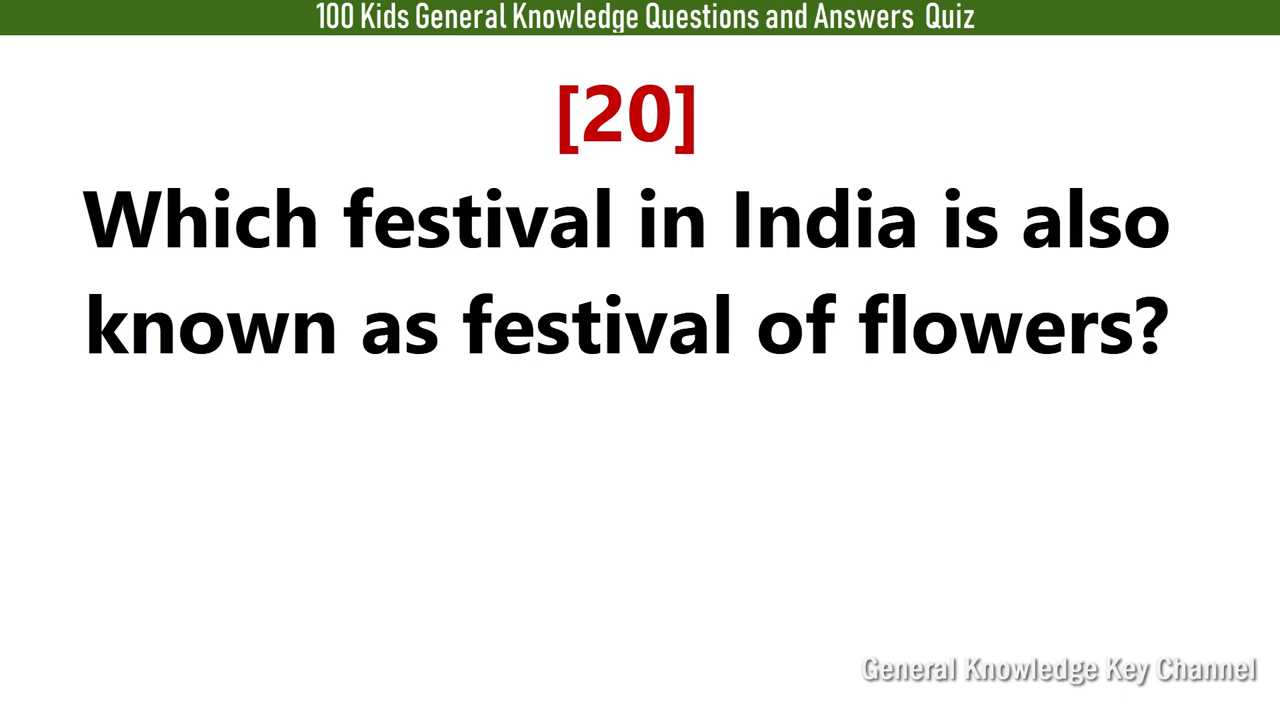 100 Kids General Knowledge Questions and Answers Quiz
[20]
Which festival in India is also
known as festival of flowers?
General Knowledge Key Channel